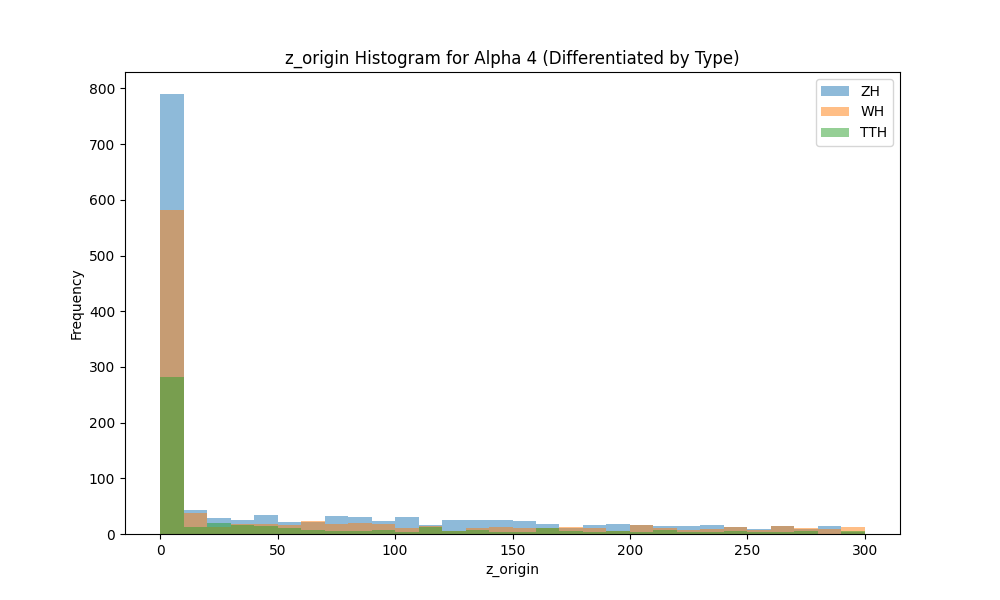 z_origin Histogram for Alpha 4 (Differentiated by Type)
ZH
WH
TTH
Frequency
800
700
600
500
400
300
200
100
0
0 50 100 150 200 250 300
z_origin